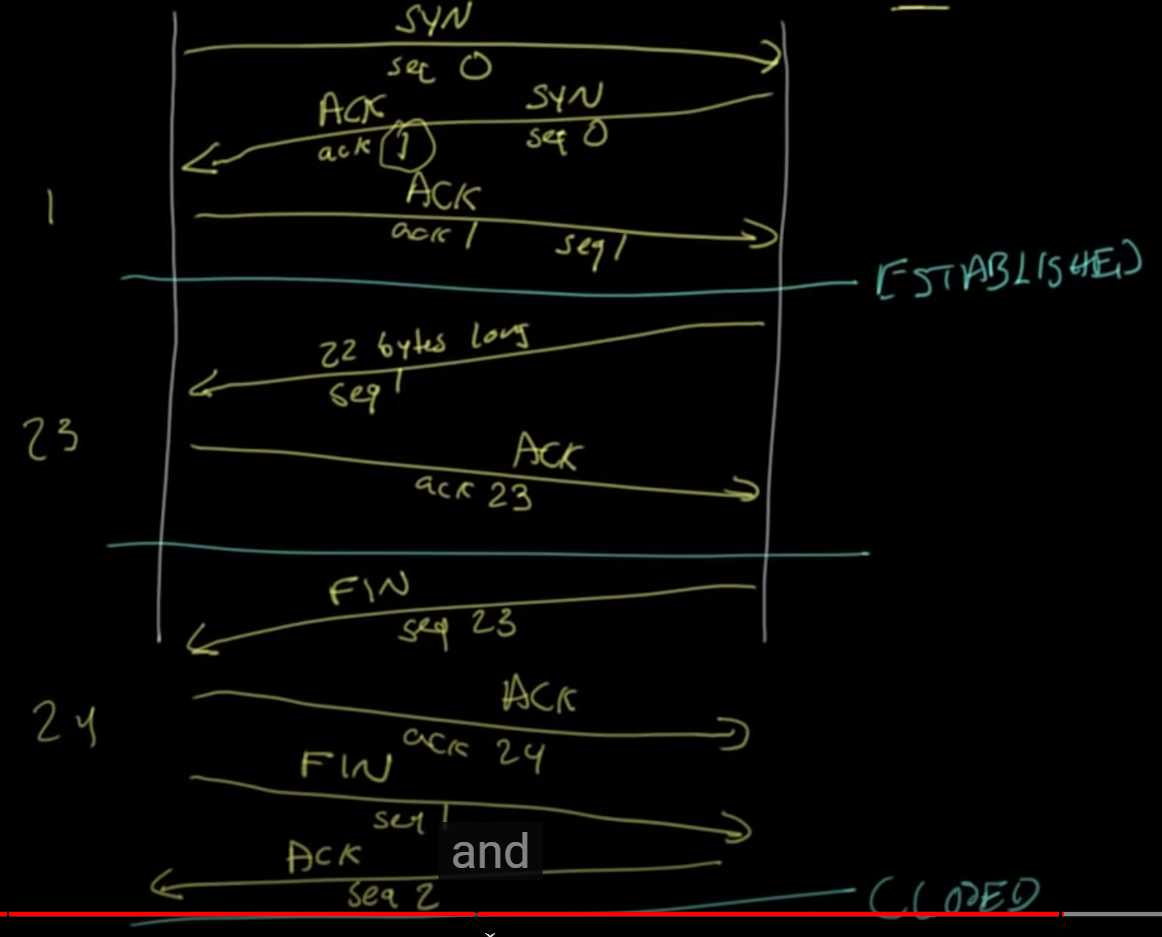 SYN
seq 0
ACK SYN
ack 1 seq 0
1
ACK
ack 1 seq 1
ESTABLISHED
22 bytes long
seq 1
23
ACK
ack 23
FIN
seq 23
24
ACK
ack 24
FIN
seq 1
and
ACK
seq 2
CLOSED